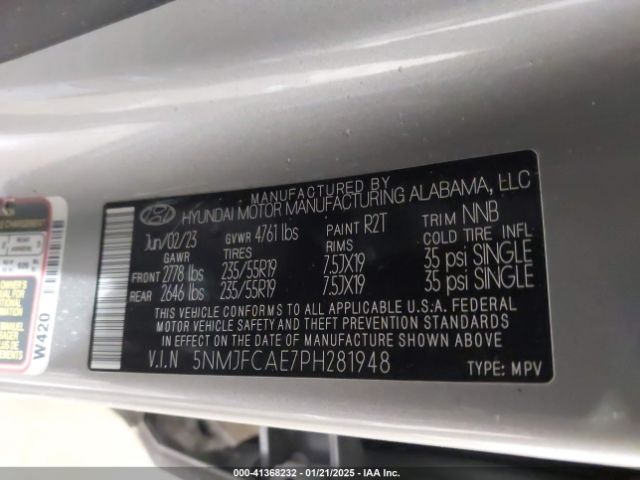 MANUFACTURED BY
HYUNDAI MOTOR MANUFACTURING ALABAMA, LLC
Jun/02/23 GVWR 4761 lbs PAINT R2T TRIM NNB
GAWR TIRES RIMS COLD TIRE INFL
FRONT 2778 lbs 235/55R19 7.5JX19 35 psi SINGLE
REAR 2646 lbs 235/55R19 7.5JX19 35 psi SINGLE
THIS VEHICLE CONFORMS TO ALL APPLICABLE U.S.A. FEDERAL
MOTOR VEHICLE SAFETY AND THEFT PREVENTION STANDARDS
IN EFFECT ON THE DATE OF MANUFACTURE SHOWN ABOVE.
V.I.N 5NMJFCAE7PH281948 TYPE: MPV
OWNER'S
MANUAL
FOR
MANUEL
W420
000-41368232 - 01/21/2025 - IAA Inc.